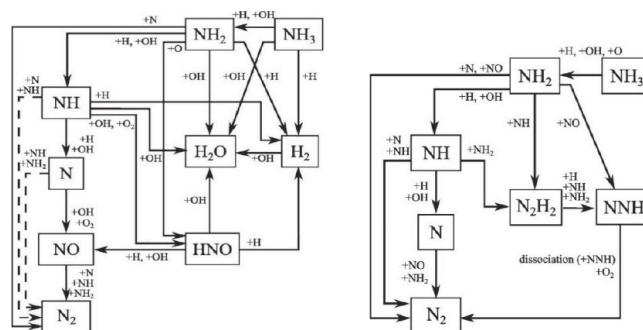 +N
NH₂
+H, +OH
NH₃
+H, +OH
+O
+N
+NH
+OH
+OH
+H
+H
NH
+H
+OH, +O₂
+H
+OH
+NH
+NH₂
N
+OH
H₂O
+OH
H₂
+OH
+O₂
+OH
NO
+H, +OH
HNO
+H
+N
+NH
+NH₂
N₂
+N, +NO
NH₂
+H, +OH, +O
NH₃
+H, +OH
+NH
+NO
+N
+NH
NH
+NH₂
+H
+OH
N
N₂H₂
+H
+NH
+NH₂
NNH
+NO
+NH₂
dissociation (+NNH)
+O₂
N₂